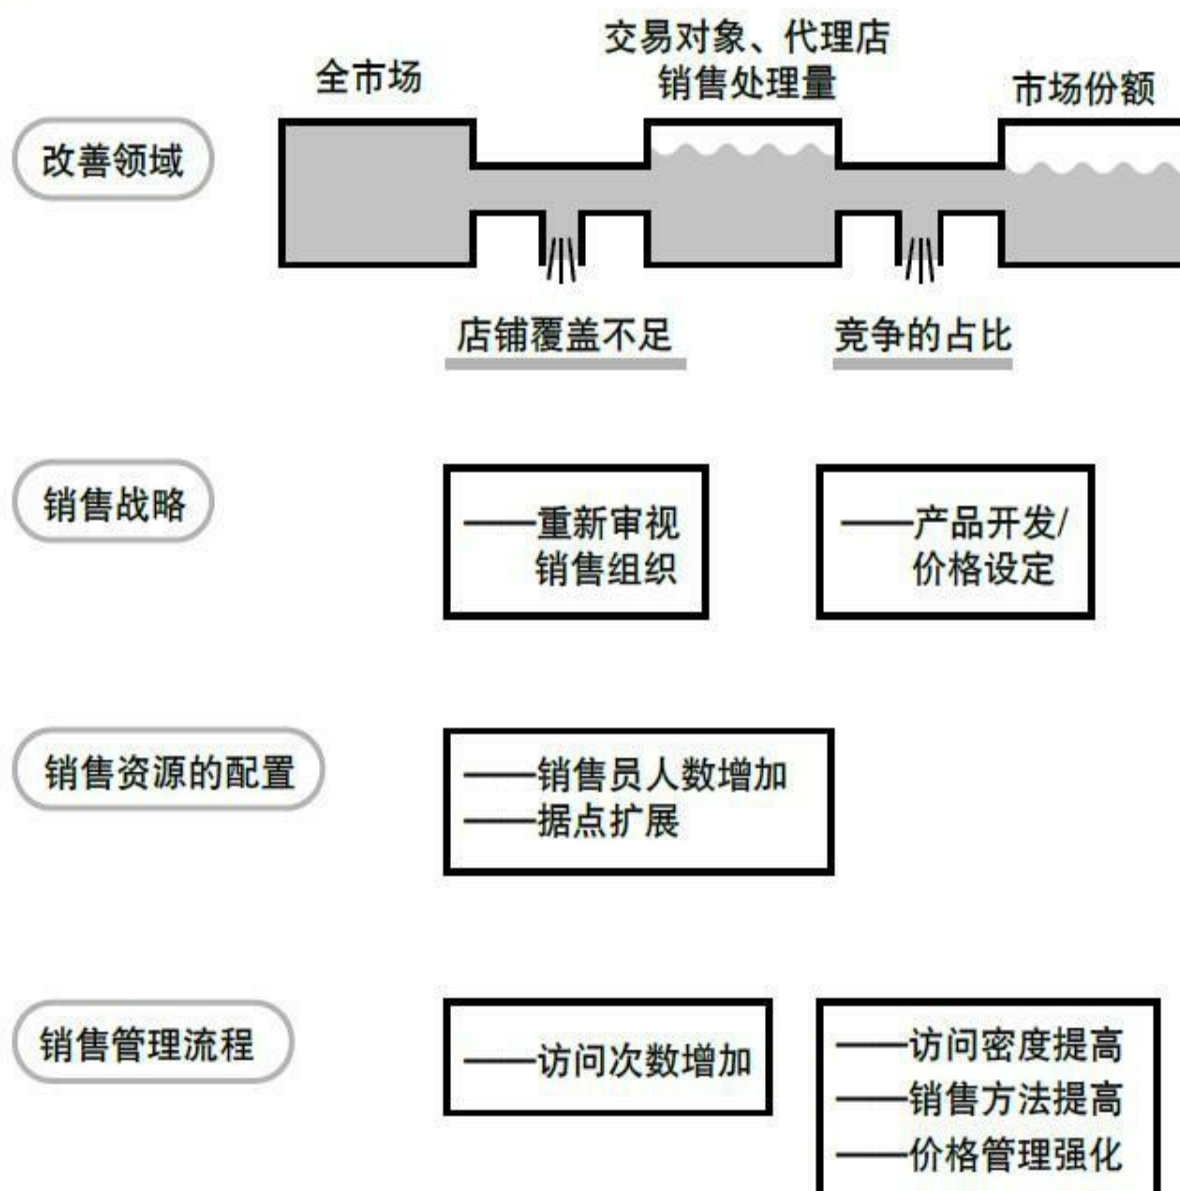 全市场
交易对象、代理店
销售处理量
市场份额
改善领域
店铺覆盖不足
竞争的占比
销售战略
——重新审视
销售组织
——产品开发/
价格设定
销售资源的配置
——销售员人数增加
——据点扩展
销售管理流程
——访问次数增加
——访问密度提高
——销售方法提高
——价格管理强化